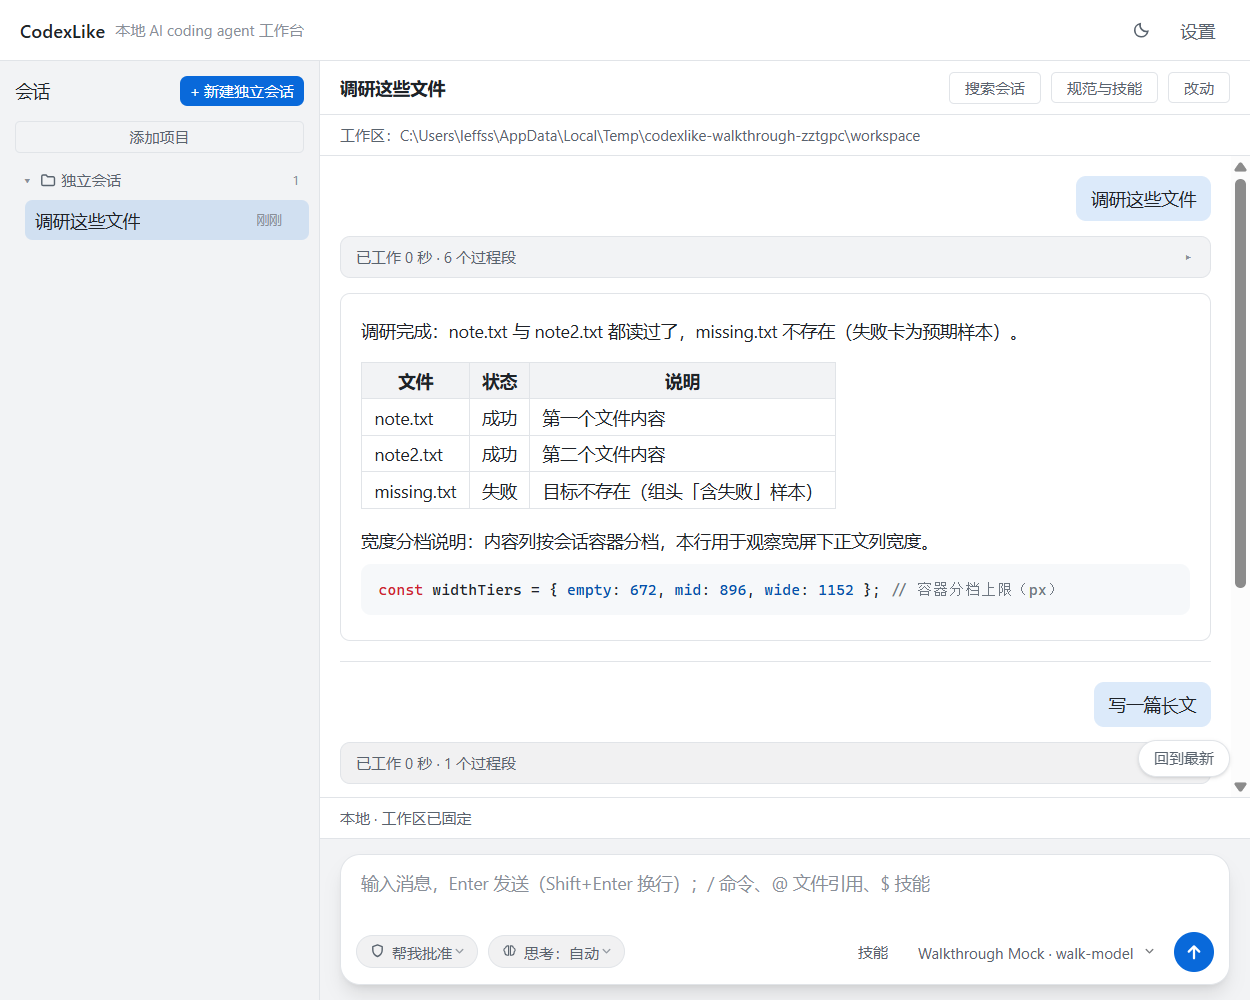 CodexLike 本地 AI coding agent 工作台
设置
会话
+ 新建独立会话
添加项目
独立会话 1
调研这些文件 刚刚
调研这些文件
搜索会话
规范与技能
改动
工作区：C:\Users\leffss\AppData\Local\Temp\codexlike-walkthrough-zztgpc\workspace
调研这些文件
已工作 0 秒 · 6 个过程段
调研完成：note.txt 与 note2.txt 都读过了，missing.txt 不存在（失败卡为预期样本）。
文件 状态 说明
note.txt 成功 第一个文件内容
note2.txt 成功 第二个文件内容
missing.txt 失败 目标不存在（组头「含失败」样本）
宽度分档说明：内容列按会话容器分档，本行用于观察宽屏下正文列宽度。
const widthTiers = { empty: 672, mid: 896, wide: 1152 }; // 容器分档上限（px）
写一篇长文
已工作 0 秒 · 1 个过程段
回到最新
本地 · 工作区已固定
输入消息，Enter 发送（Shift+Enter 换行）；/ 命令、@ 文件引用、$ 技能
帮我批准
思考：自动
技能
Walkthrough Mock · walk-model